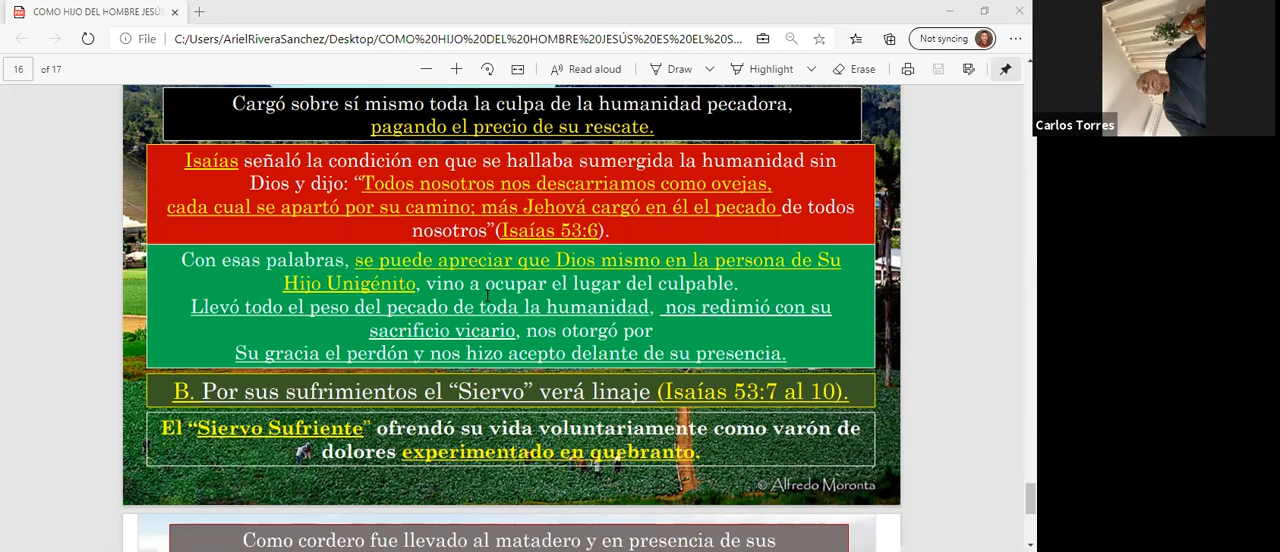 COMO HIJO DEL HOMBRE JESÚS
File
C:/Users/ArielRiveraSanchez/Desktop/COMO%20HIJO%20DEL%20HOMBRE%20JESÚS%20ES%20EL%20S...
Not syncing
16 of 17
Read aloud
Draw
Highlight
Erase
Carlos Torres
Cargó sobre sí mismo toda la culpa de la humanidad pecadora,
pagando el precio de su rescate.
Isaías señaló la condición en que se hallaba sumergida la humanidad sin
Dios y dijo: “Todos nosotros nos descarriamos como ovejas,
cada cual se apartó por su camino; más Jehová cargó en él el pecado de todos
nosotros”(Isaías 53:6).
Con esas palabras, se puede apreciar que Dios mismo en la persona de Su
Hijo Unigénito, vino a ocupar el lugar del culpable.
Llevó todo el peso del pecado de toda la humanidad, nos redimió con su
sacrificio vicario, nos otorgó por
Su gracia el perdón y nos hizo acepto delante de su presencia.
B. Por sus sufrimientos el “Siervo” verá linaje (Isaías 53:7 al 10).
El “Siervo Sufriente” ofrendó su vida voluntariamente como varón de
dolores experimentado en quebranto.
© Alfredo Moronta
Como cordero fue llevado al matadero y en presencia de sus